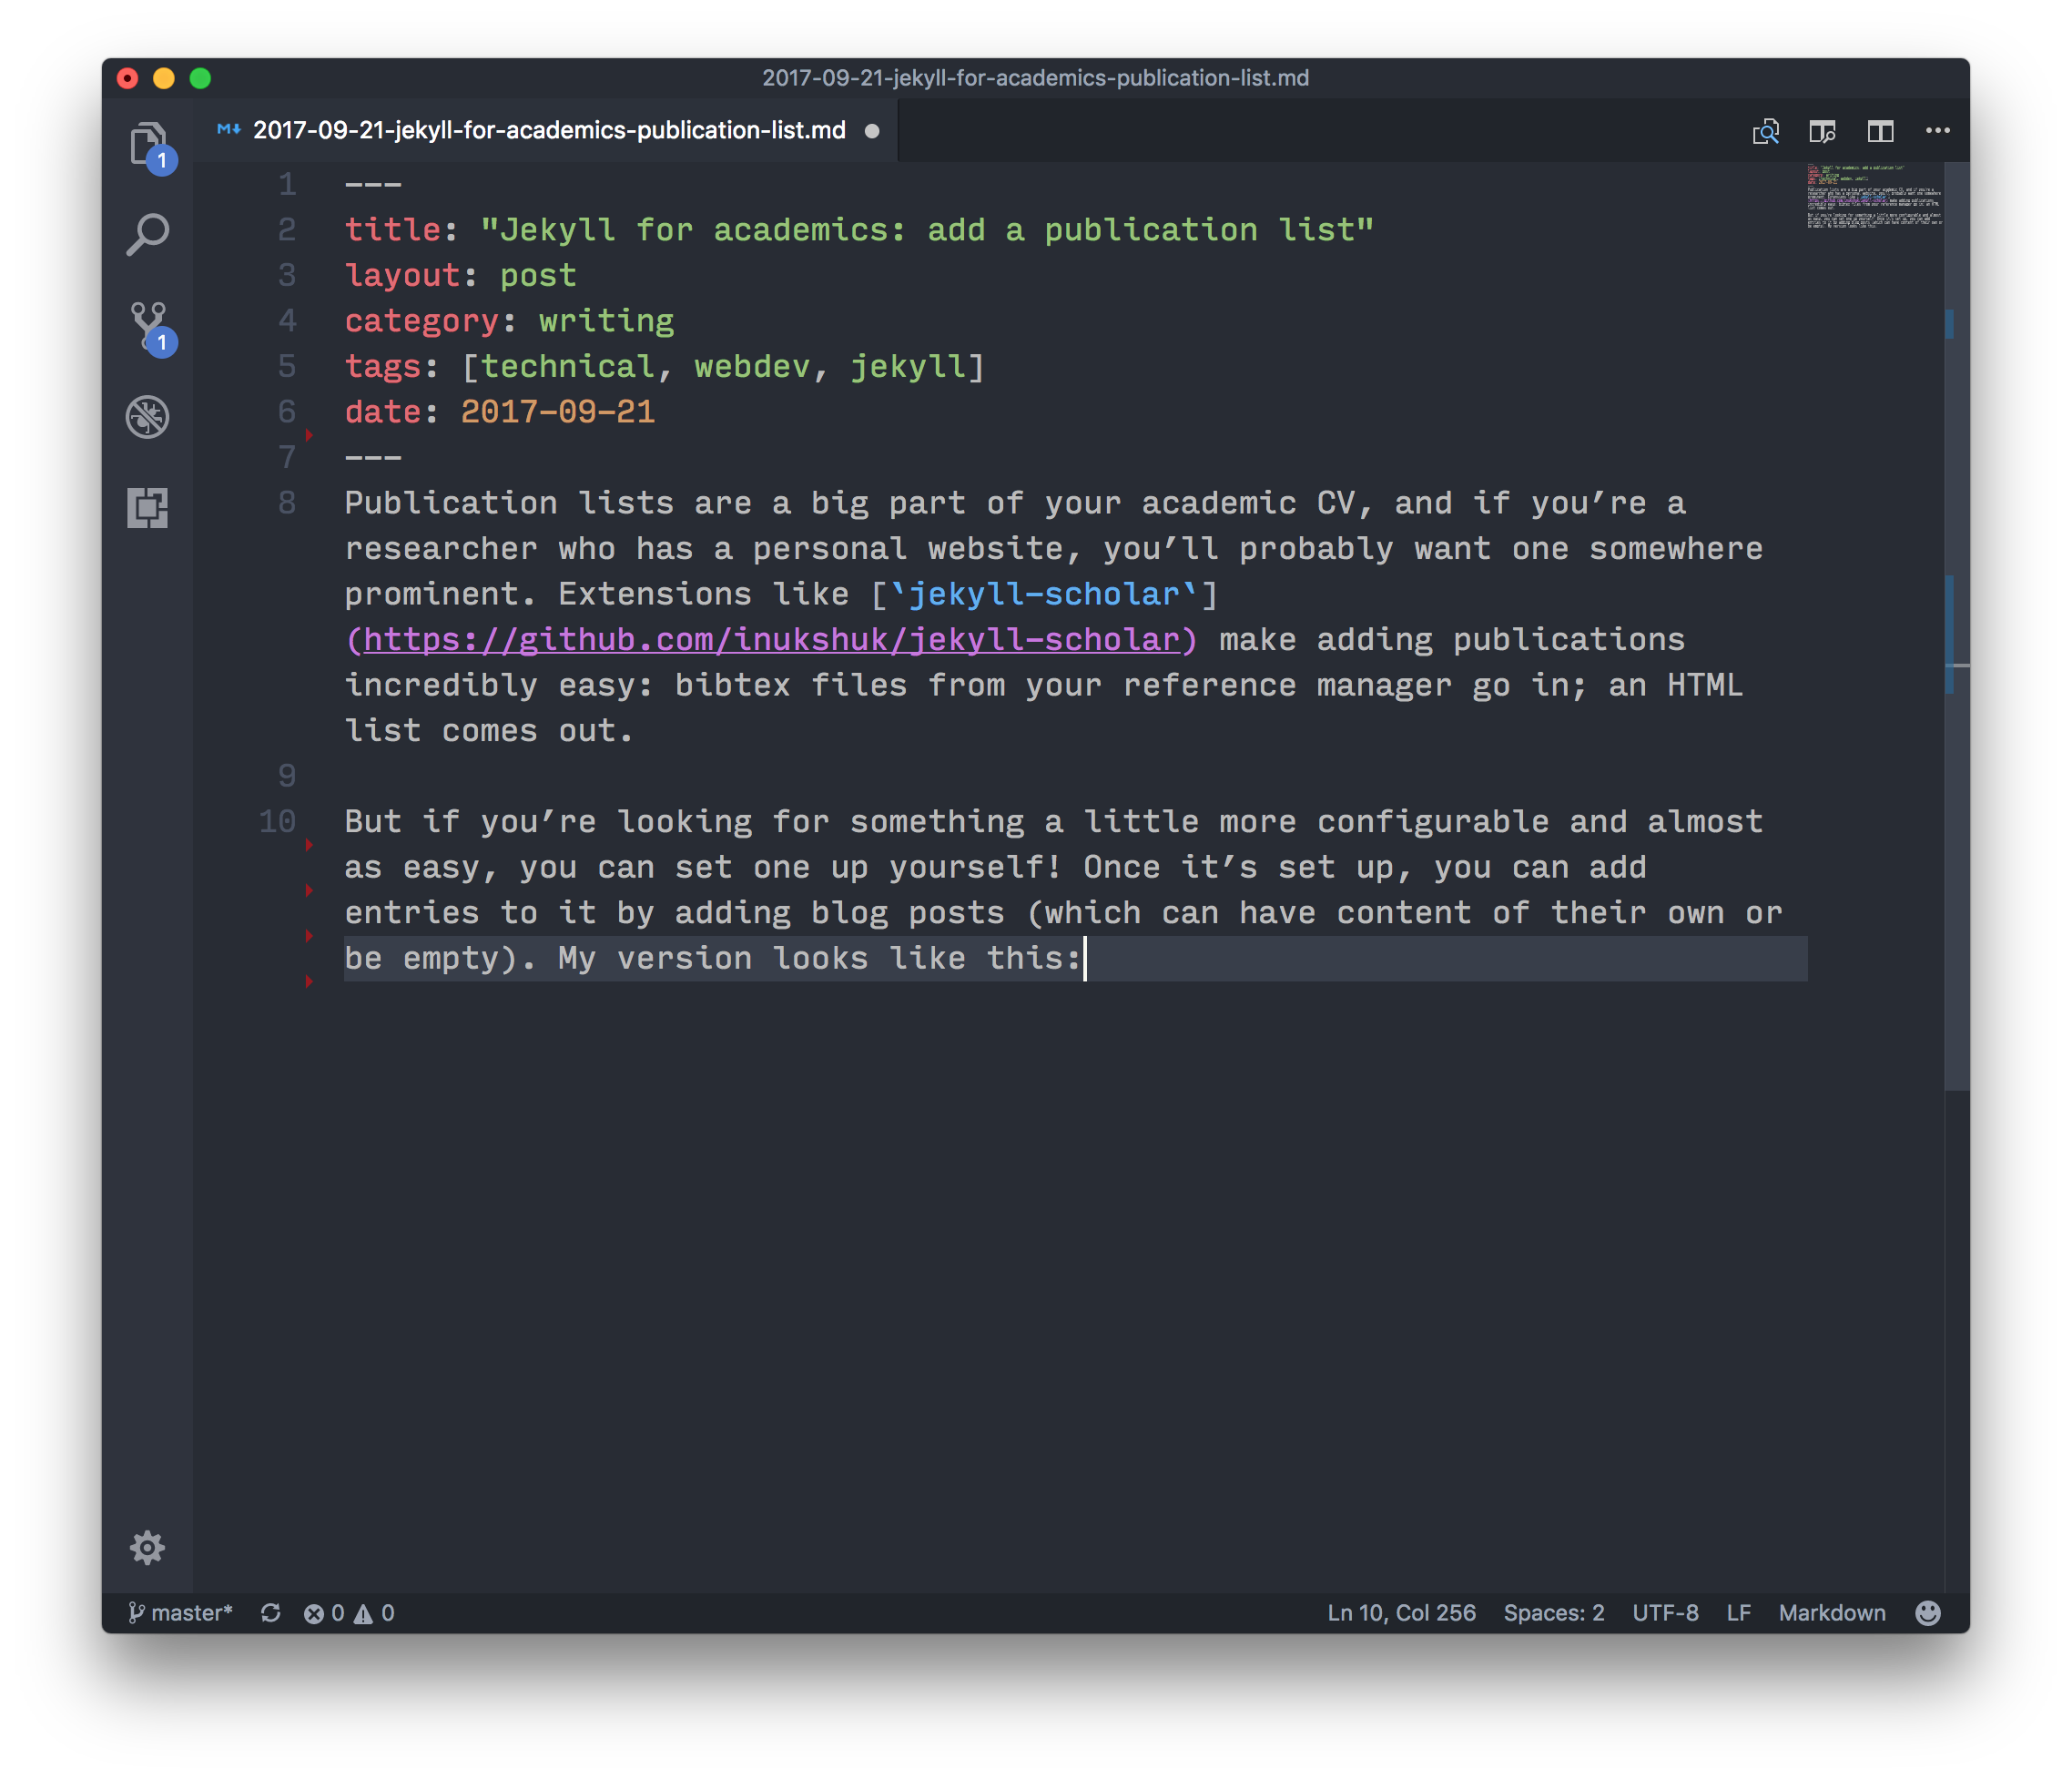 2017-09-21-jekyll-for-academics-publication-list.md
M↓ 2017-09-21-jekyll-for-academics-publication-list.md
1
1
1 ---
2 title: "Jekyll for academics: add a publication list"
3 layout: post
4 category: writing
5 tags: [technical, webdev, jekyll]
6 date: 2017-09-21
7 ---
8 Publication lists are a big part of your academic CV, and if you’re a
researcher who has a personal website, you’ll probably want one somewhere
prominent. Extensions like [`jekyll-scholar`]
(https://github.com/inukshuk/jekyll-scholar) make adding publications
incredibly easy: bibtex files from your reference manager go in; an HTML
list comes out.
9
10 But if you’re looking for something a little more configurable and almost
as easy, you can set one up yourself! Once it’s set up, you can add
entries to it by adding blog posts (which can have content of their own or
be empty). My version looks like this:
master* 0 0 Ln 10, Col 256 Spaces: 2 UTF-8 LF Markdown